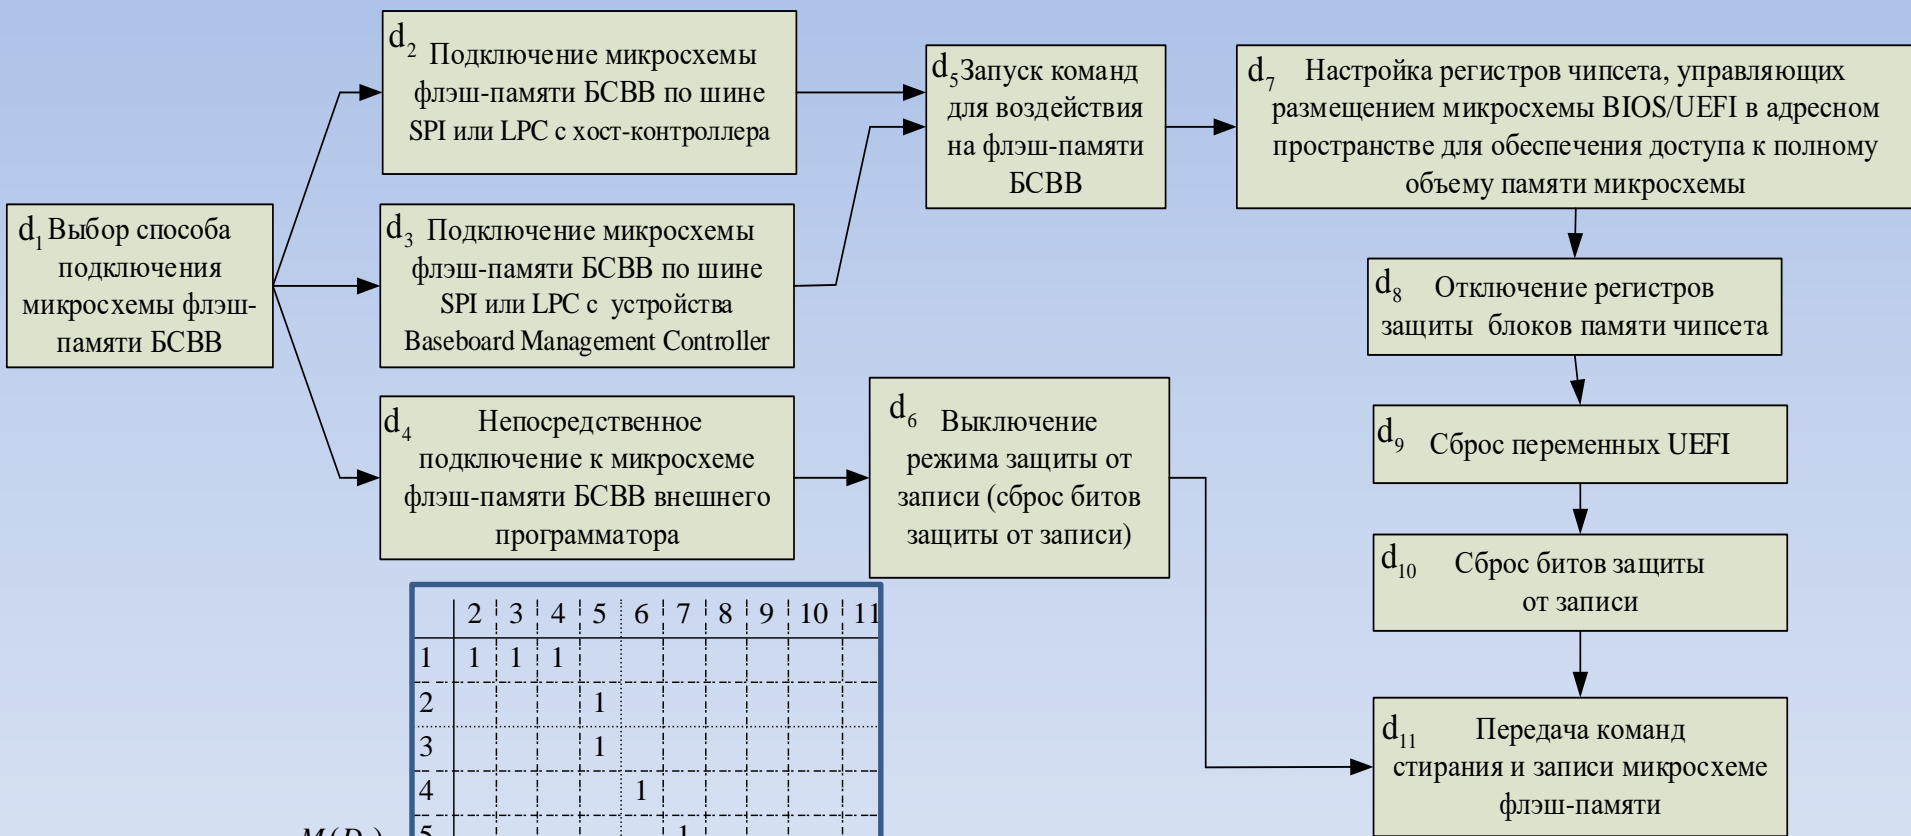 d2 Подключение микросхемы
флэш-памяти БСВВ по шине
SPI или LPC с хост-контроллера
d5 Запуск команд
для воздействия
на флэш-памяти
БСВВ
d7 Настройка регистров чипсета, управляющих
размещением микросхемы BIOS/UEFI в адресном
пространстве для обеспечения доступа к полному
объему памяти микросхемы
d1 Выбор способа
подключения
микросхемы флэш-
памяти БСВВ
d3 Подключение микросхемы
флэш-памяти БСВВ по шине
SPI или LPC с устройства
Baseboard Management Controller
d8 Отключение регистров
защиты блоков памяти чипсета
d4 Непосредственное
подключение к микросхеме
флэш-памяти БСВВ внешнего
программатора
d6 Выключение
режима защиты от
записи (сброс битов
защиты от записи)
d9 Сброс переменных UEFI
d10 Сброс битов защиты
от записи
d11 Передача команд
стирания и записи микросхеме
флэш-памяти
2 3 4 5 6 7 8 9 10 11
1 1 1 1
2 1
3 1
4 1
5 1